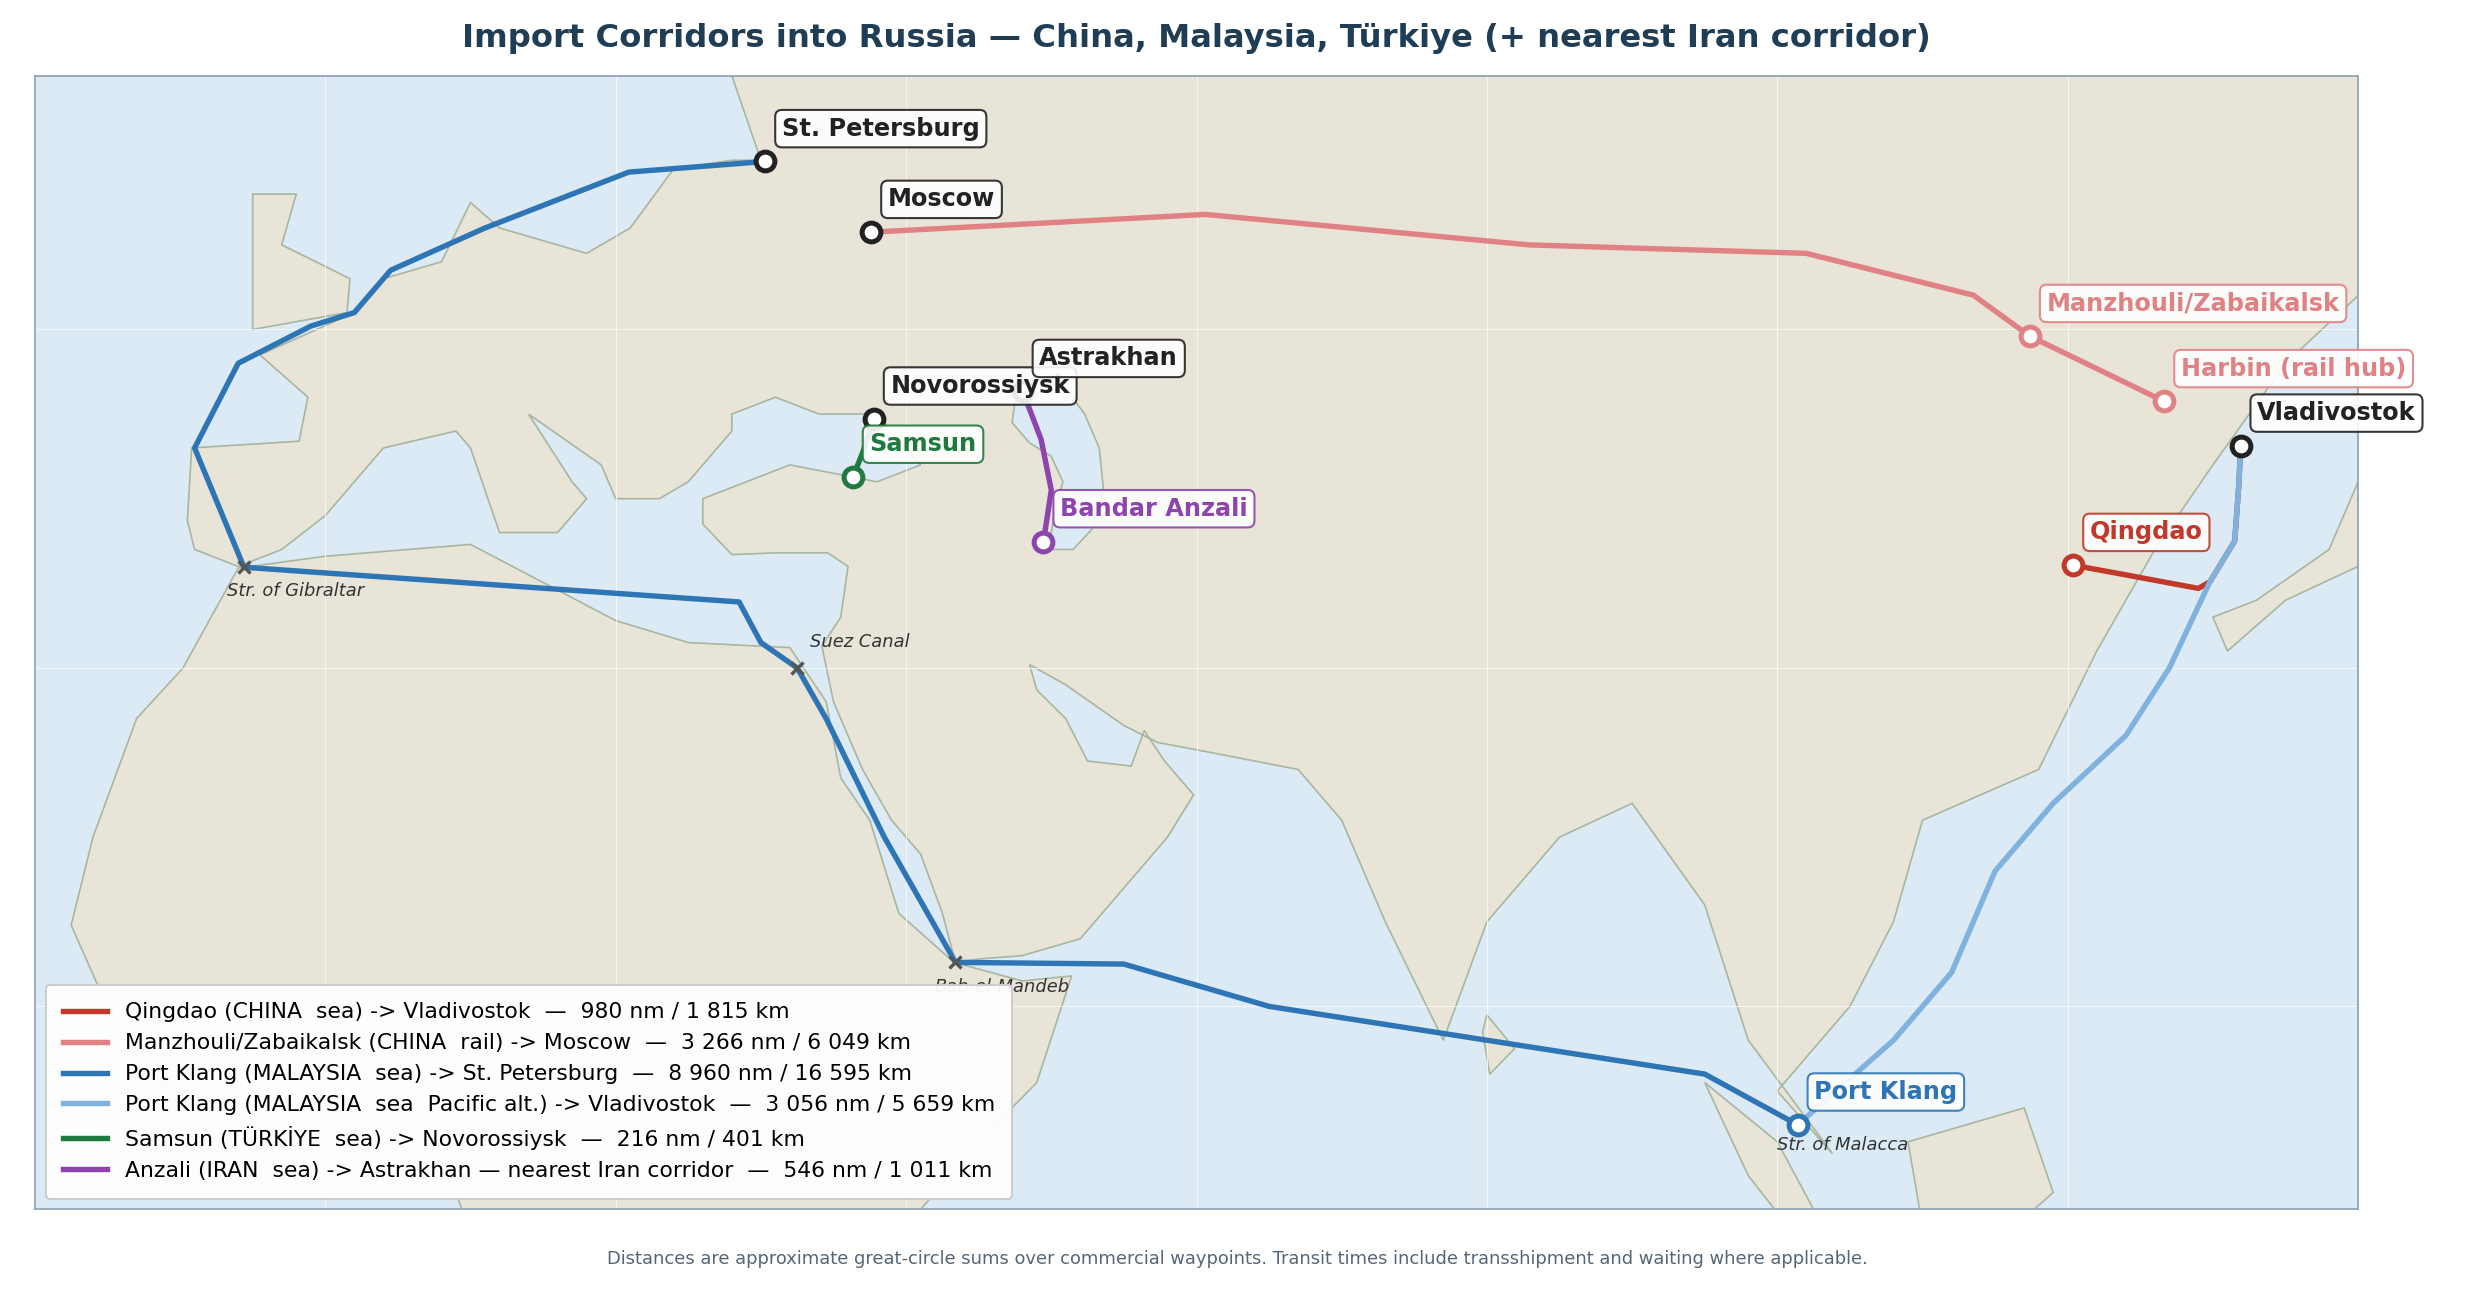 Import Corridors into Russia — China, Malaysia, Türkiye (+ nearest Iran corridor)
St. Petersburg
Moscow
Manzhouli/Zabaikalsk
Astrakhan
Harbin (rail hub)
Novorossiysk
Vladivostok
Samsun
Bandar Anzali
Qingdao
Str. of Gibraltar
Suez Canal
Bab el-Mandeb
Qingdao (CHINA  sea) -> Vladivostok  —  980 nm / 1 815 km
Manzhouli/Zabaikalsk (CHINA  rail) -> Moscow  —  3 266 nm / 6 049 km
Port Klang (MALAYSIA  sea) -> St. Petersburg  —  8 960 nm / 16 595 km
Port Klang (MALAYSIA  sea  Pacific alt.) -> Vladivostok  —  3 056 nm / 5 659 km
Samsun (TÜRKİYE  sea) -> Novorossiysk  —  216 nm / 401 km
Anzali (IRAN  sea) -> Astrakhan — nearest Iran corridor  —  546 nm / 1 011 km
Port Klang
Str. of Malacca
Distances are approximate great-circle sums over commercial waypoints. Transit times include transshipment and waiting where applicable.